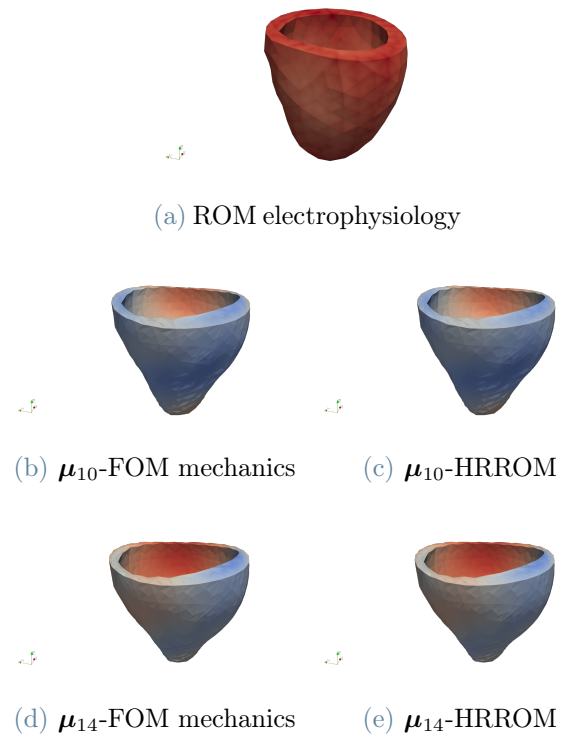 (a) ROM electrophysiology
(b) μ₁₀-FOM mechanics
(c) μ₁₀-HRROM
(d) μ₁₄-FOM mechanics
(e) μ₁₄-HRROM